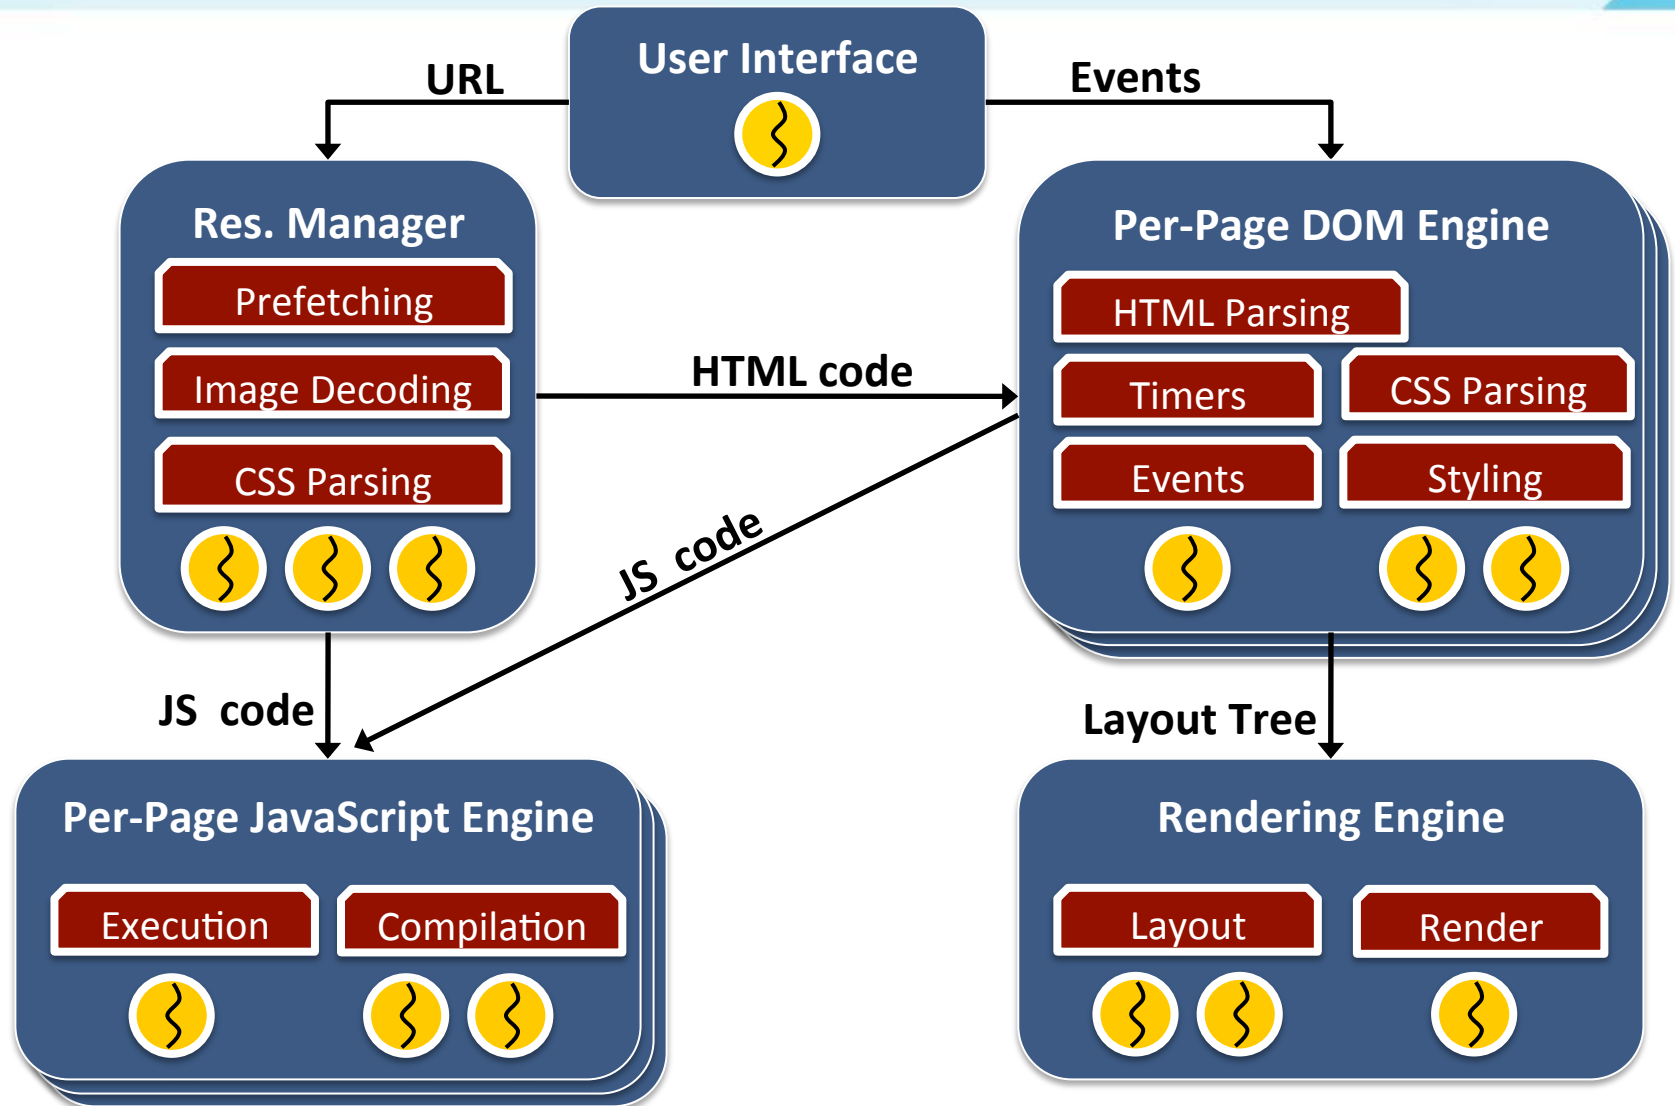 User Interface
URL
Events
Res. Manager
Prefetching
Image Decoding
CSS Parsing
Per-Page DOM Engine
HTML Parsing
Timers
CSS Parsing
Events
Styling
HTML code
JS code
JS code
Layout Tree
Per-Page JavaScript Engine
Execution
Compilation
Rendering Engine
Layout
Render